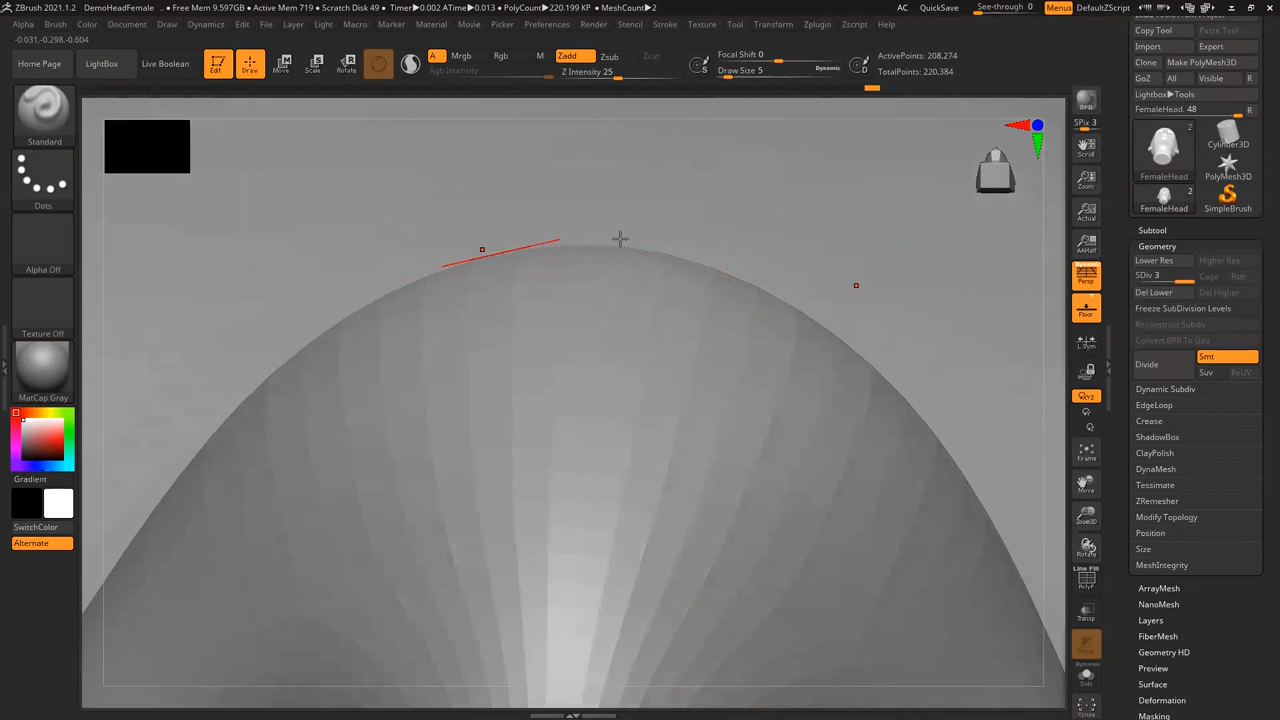 ZBrush 2021.1.2 DemoHeadFemale • Free Mem 9.597GB • Active Mem 719 • Scratch Disk 49 • Timer▶0.002 ATime▶0.013 • PolyCount▶220.199 KP • MeshCount▶2 AC QuickSave See-through 0 Menus DefaultZScript
Alpha Brush Color Document Draw Dynamics Edit File Layer Light Macro Marker Material Movie Picker Preferences Render Stencil Stroke Texture Tool Transform Zplugin Zscript Help
-0.031,-0.298,-0.604
Home Page LightBox Live Boolean Edit Draw Move Scale Rotate A Mrgb Rgb M Zadd Zsub Zcut
Rgb Intensity Z Intensity 25
Focal Shift 0
Draw Size 5 Dynamic
S D
ActivePoints: 208,274
TotalPoints: 220,384
Standard
Dots
Alpha Off
Texture Off
MatCap Gray
Gradient
SwitchColor
Alternate
BPR
SPix 3
Scroll
Zoom
Actual
AAHalf
Dynamic
Persp
Floor
L.Sym
XYZ
Frame
Move
Zoom3D
Rotate
Line Fill
PolyF
Transp
Ghost
Dynamic
Solo
Xpose
Load Tools From Project
Copy Tool Paste Tool
Import Export
Clone Make PolyMesh3D
GoZ All Visible R
Lightbox▶Tools
FemaleHead. 48 R
2
FemaleHead Cylinder3D
PolyMesh3D
2
FemaleHead SimpleBrush
Subtool
Geometry
Lower Res Higher Res
SDiv 3 Cage Rstr
Del Lower Del Higher
Freeze SubDivision Levels
Reconstruct Subdiv
Convert BPR To Geo
Divide Smt
Suv ReUV
Dynamic Subdiv
EdgeLoop
Crease
ShadowBox
ClayPolish
DynaMesh
Tessimate
ZRemesher
Modify Topology
Position
Size
MeshIntegrity
ArrayMesh
NanoMesh
Layers
FiberMesh
Geometry HD
Preview
Surface
Deformation
Masking